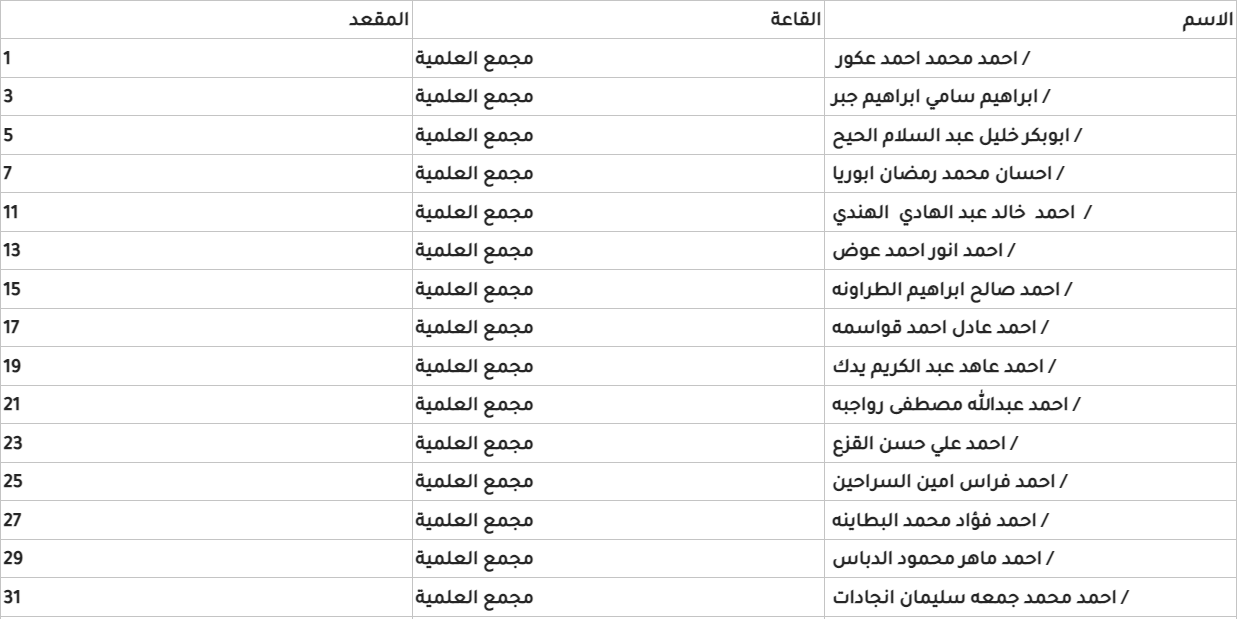 الاسم القاعة المقعد
/ احمد محمد احمد عكور مجمع العلمية 1
/ ابراهيم سامي ابراهيم جبر مجمع العلمية 3
/ ابوبكر خليل عبد السلام الحيح مجمع العلمية 5
/ احسان محمد رمضان ابوريا مجمع العلمية 7
/ احمد خالد عبد الهادي الهندي مجمع العلمية 11
/ احمد انور احمد عوض مجمع العلمية 13
/ احمد صالح ابراهيم الطراونه مجمع العلمية 15
/ احمد عادل احمد قواسمه مجمع العلمية 17
/ احمد عاهد عبد الكريم يدك مجمع العلمية 19
/ احمد عبدالله مصطفى رواجبه مجمع العلمية 21
/ احمد علي حسن القزع مجمع العلمية 23
/ احمد فراس امين السراحين مجمع العلمية 25
/ احمد فؤاد محمد البطاينه مجمع العلمية 27
/ احمد ماهر محمود الدباس مجمع العلمية 29
/ احمد محمد جمعه سليمان انجادات مجمع العلمية 31